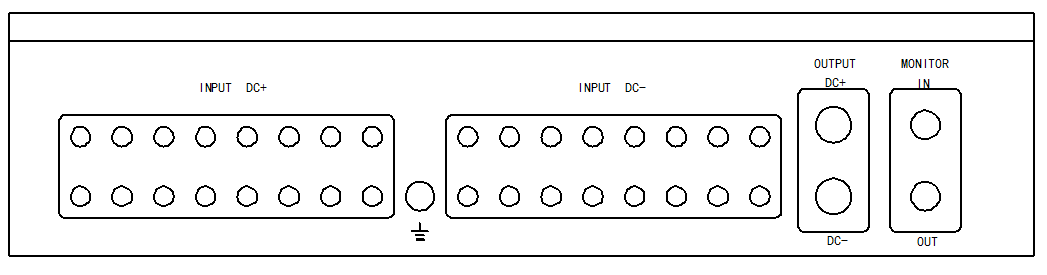 INPUT DC+
INPUT DC-
OUTPUT
DC+
DC-
MONITOR
IN
OUT